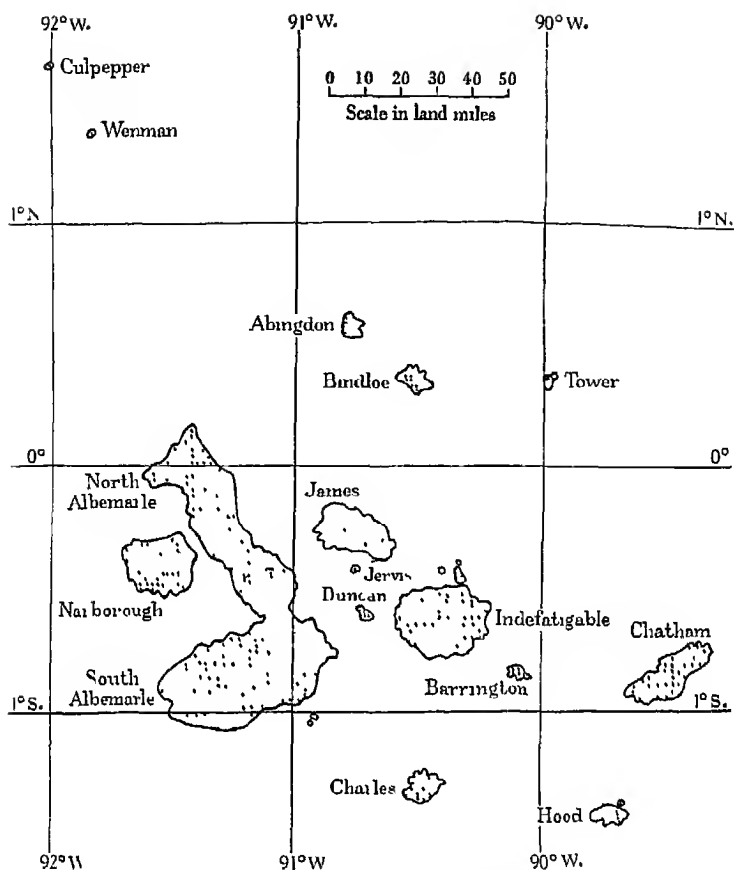 92°W.
91°W.
90°W.
Culpepper
0 10 20 30 40 50
Scale in land miles
Wenman
1°N
1°N.
Abingdon
Bindloe
Tower
0°
0°
North
Albemarle
James
Jervis
Duncan
Narborough
Indefatigable
Chatham
South
Albemarle
Barrington
1°S.
1°S.
Charles
Hood
92°W
91°W.
90°W.